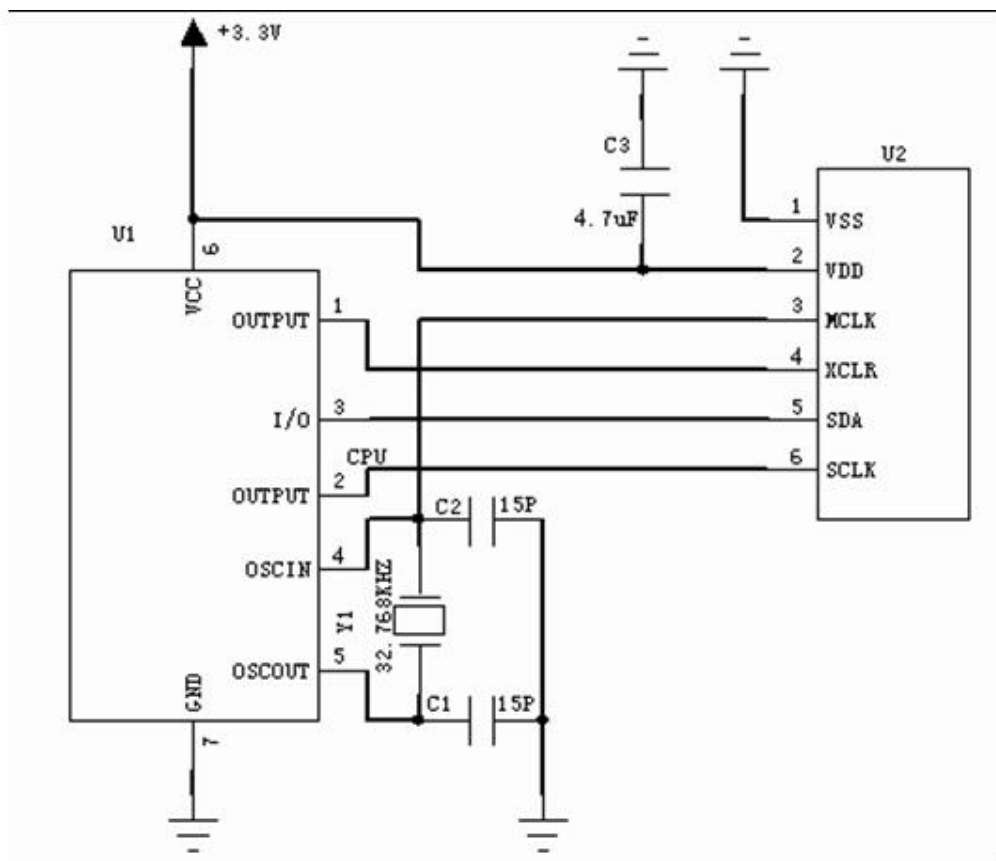 +3.3V
C3
4.7uF
U1
6
VCC
OUTPUT 1
I/O 3
CPU
OUTPUT 2
OSCIN 4
OSCOUT 5
GND
7
Y1
32.768KHZ
C2 15P
C1 15P
U2
1 VSS
2 VDD
3 MCLK
4 XCLR
5 SDA
6 SCLK